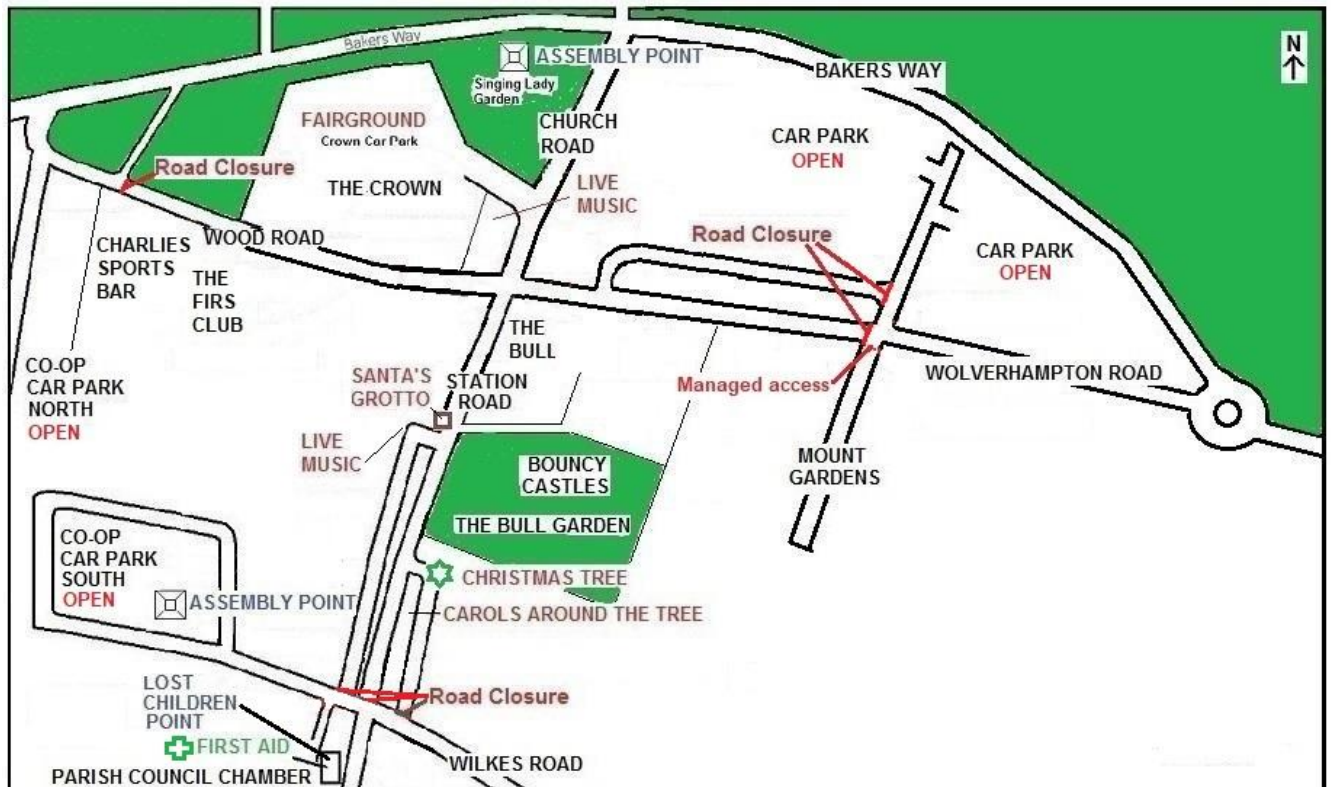 Bakers Way
N
ASSEMBLY POINT
Singing Lady
Garden
BAKERS WAY
FAIRGROUND
Crown Car Park
CHURCH
ROAD
CAR PARK
OPEN
Road Closure
THE CROWN
LIVE
MUSIC
Road Closure
CAR PARK
OPEN
CHARLIES
SPORTS
BAR
WOOD ROAD
THE
FIRS
CLUB
THE
BULL
CO-OP
CAR PARK
NORTH
OPEN
SANTA'S
GROTTO
STATION
ROAD
Managed access
WOLVERHAMPTON ROAD
LIVE
MUSIC
BOUNCY
CASTLES
MOUNT
GARDENS
THE BULL GARDEN
CO-OP
CAR PARK
SOUTH
OPEN
ASSEMBLY POINT
CHRISTMAS TREE
CAROLS AROUND THE TREE
LOST
CHILDREN
POINT
Road Closure
FIRST AID
PARISH COUNCIL CHAMBER
WILKES ROAD